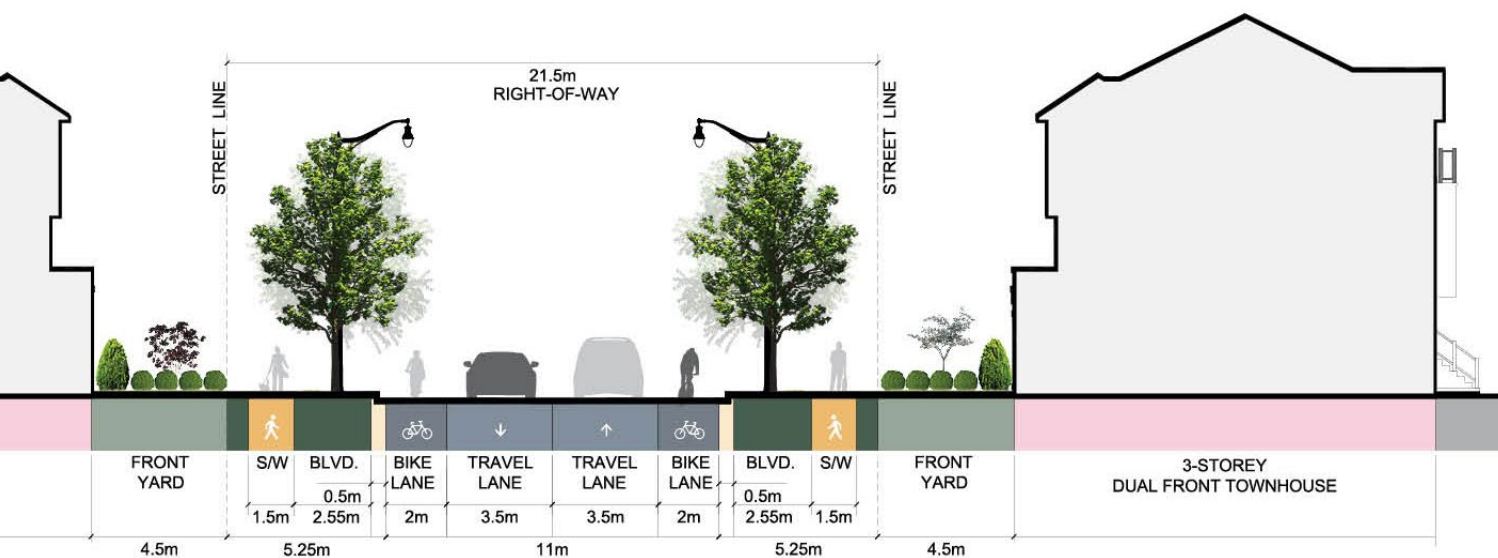 21.5m
RIGHT-OF-WAY
STREET LINE
STREET LINE
FRONT
YARD
S/W
BLVD.
BIKE
LANE
TRAVEL
LANE
TRAVEL
LANE
BIKE
LANE
BLVD.
S/W
FRONT
YARD
3-STOREY
DUAL FRONT TOWNHOUSE
0.5m
0.5m
1.5m
2.55m
2m
3.5m
3.5m
2m
2.55m
1.5m
4.5m
5.25m
11m
5.25m
4.5m